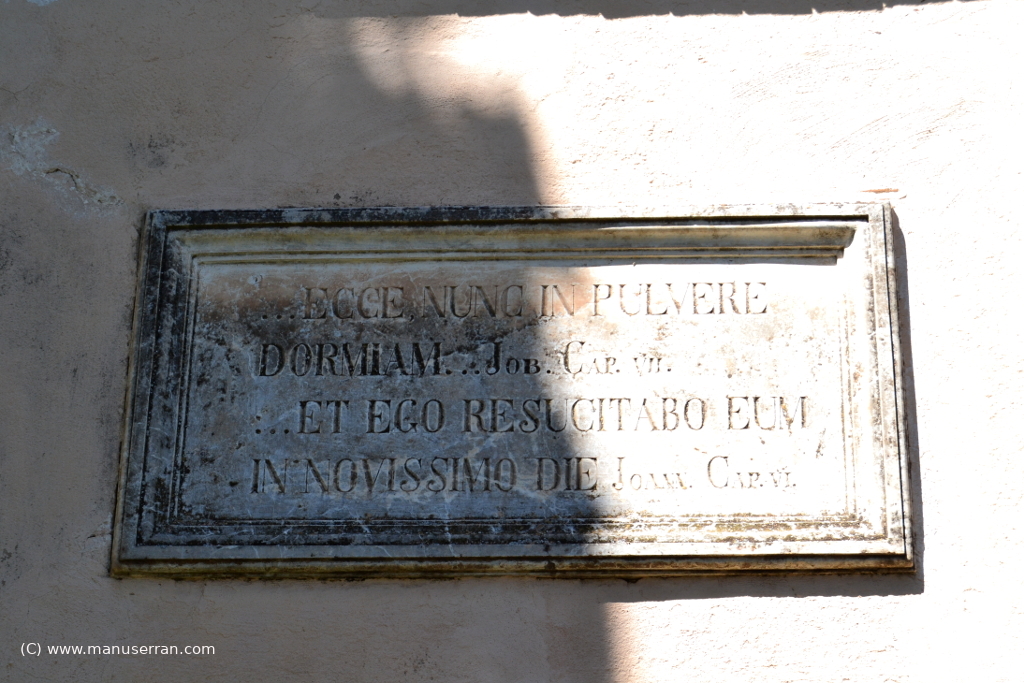 ...ECCE, NUNC IN PULVERE
DORMIAM...JOB. CAP. VII.
...ET EGO RESUCITABO EUM
IN NOVISSIMO DIE JOANN. CAP. VI.
(C) www.manuserran.com